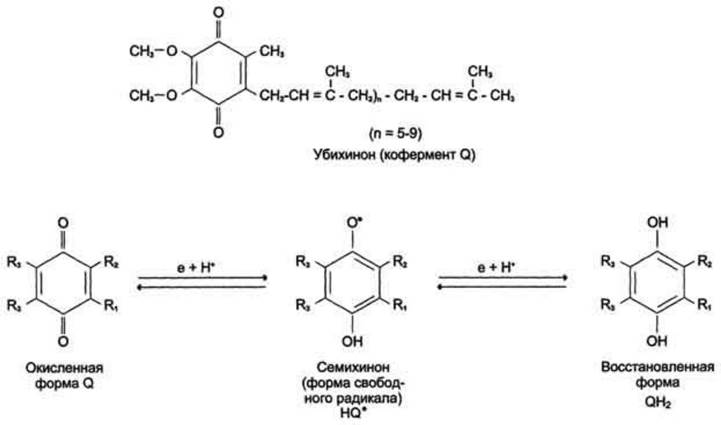 O
CH₃-O
CH₃
CH₃
CH₃
CH₃-O
CH₂-CH=C-CH₂)ₙ-CH₂-CH=C-CH₃
O
(n = 5-9)
Убихинон (кофермент Q)
O
O•
OH
R₃ R₂
e + H⁺
R₃ R₂
e + H⁺
R₃ R₂
R₃ R₁
R₃ R₁
R₃ R₁
O
OH
OH
Окисленная
форма Q
Семихинон
(форма свобод-
ного радикала)
HQ•
Восстановленная
форма
QH₂